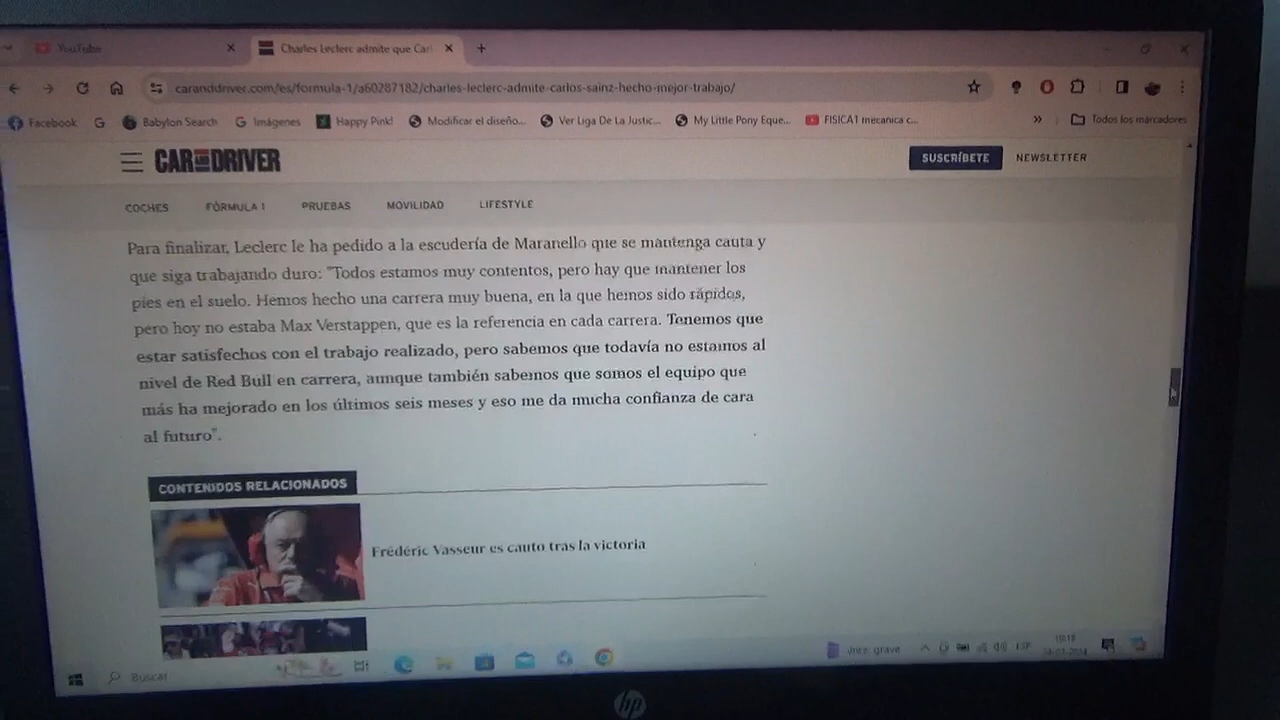 YouTube
Charles Leclerc admite que Carl
caranddriver.com/es/formula-1/a60287182/charles-leclerc-admite-carlos-sainz-hecho-mejor-trabajo/
Facebook Babylon Search Imágenes Happy Pink! Modificar el diseño... Ver Liga De La Justic... My Little Pony Eque... FISICA1 mecanica c... » Todos los marcadores
CAR AND DRIVER SUSCRÍBETE NEWSLETTER
COCHES FÓRMULA 1 PRUEBAS MOVILIDAD LIFESTYLE
Para finalizar, Leclerc le ha pedido a la escudería de Maranello que se mantenga cauta y
que siga trabajando duro: "Todos estamos muy contentos, pero hay que mantener los
pies en el suelo. Hemos hecho una carrera muy buena, en la que hemos sido rápidos,
pero hoy no estaba Max Verstappen, que es la referencia en cada carrera. Tenemos que
estar satisfechos con el trabajo realizado, pero sabemos que todavía no estamos al
nivel de Red Bull en carrera, aunque también sabemos que somos el equipo que
más ha mejorado en los últimos seis meses y eso me da mucha confianza de cara
al futuro".
CONTENIDOS RELACIONADOS
Frédéric Vasseur es cauto tras la victoria
Buscar
grave ESP
hp